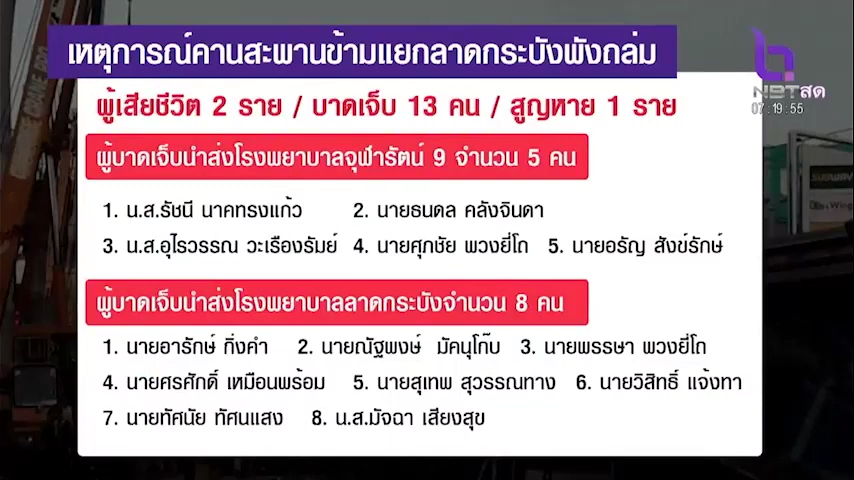 เหตุการณ์คานสะพานข้ามแยกลาดกระบังพังถล่ม
NBTสด
07:19:55
ผู้เสียชีวิต 2 ราย / บาดเจ็บ 13 คน / สูญหาย 1 ราย
ผู้บาดเจ็บนำส่งโรงพยาบาลจุฬารัตน์ 9 จำนวน 5 คน
1. น.ส.รัชนี นาคทรงแก้ว 2. นายธนดล คลังจินดา
3. น.ส.อุไรวรรณ วะเรืองรัมย์ 4. นายศุภชัย พวงยี่โถ 5. นายอรัญ สังข์รักษ์
ผู้บาดเจ็บนำส่งโรงพยาบาลลาดกระบังจำนวน 8 คน
1. นายอารักษ์ กิ่งคำ 2. นายณัฐพงษ์ มัคนุโก๊บ 3. นายพรรษา พวงยี่โถ
4. นายศรศักดิ์ เหมือนพร้อม 5. นายสุเทพ สุวรรณทาง 6. นายวิสิทธิ์ แจ้งทา
7. นายทัศนัย ทัศนแสง 8. น.ส.มัจฉา เสียงสุข
SUBWAY